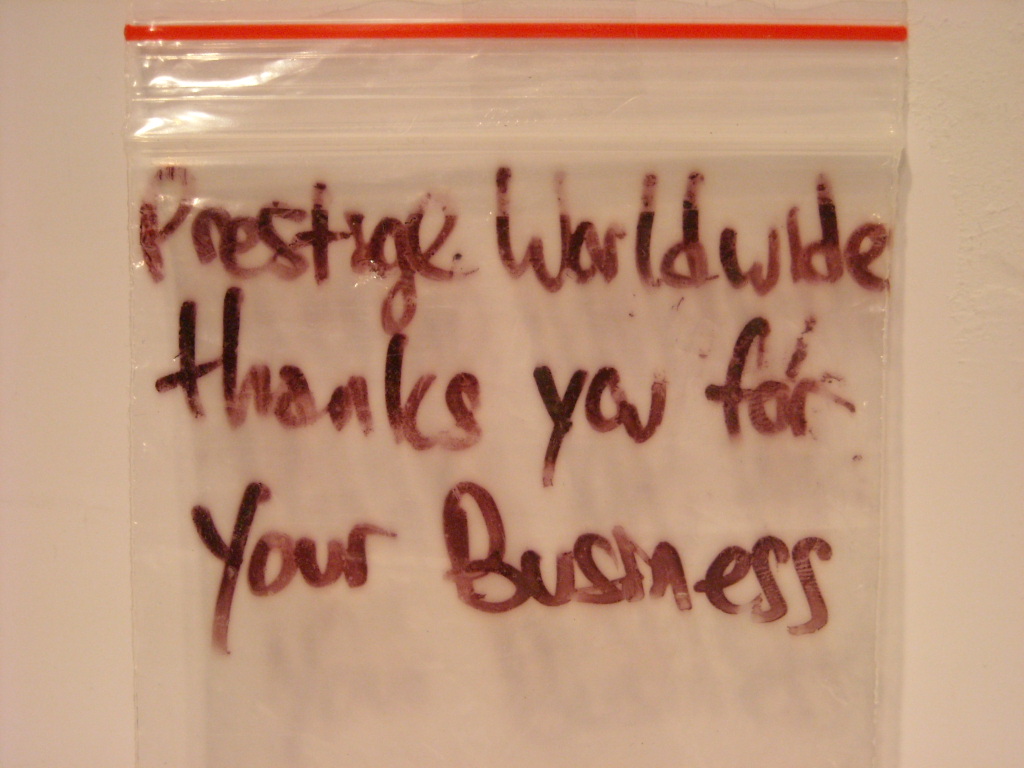 Prestige Worldwide
thanks you for
Your Business